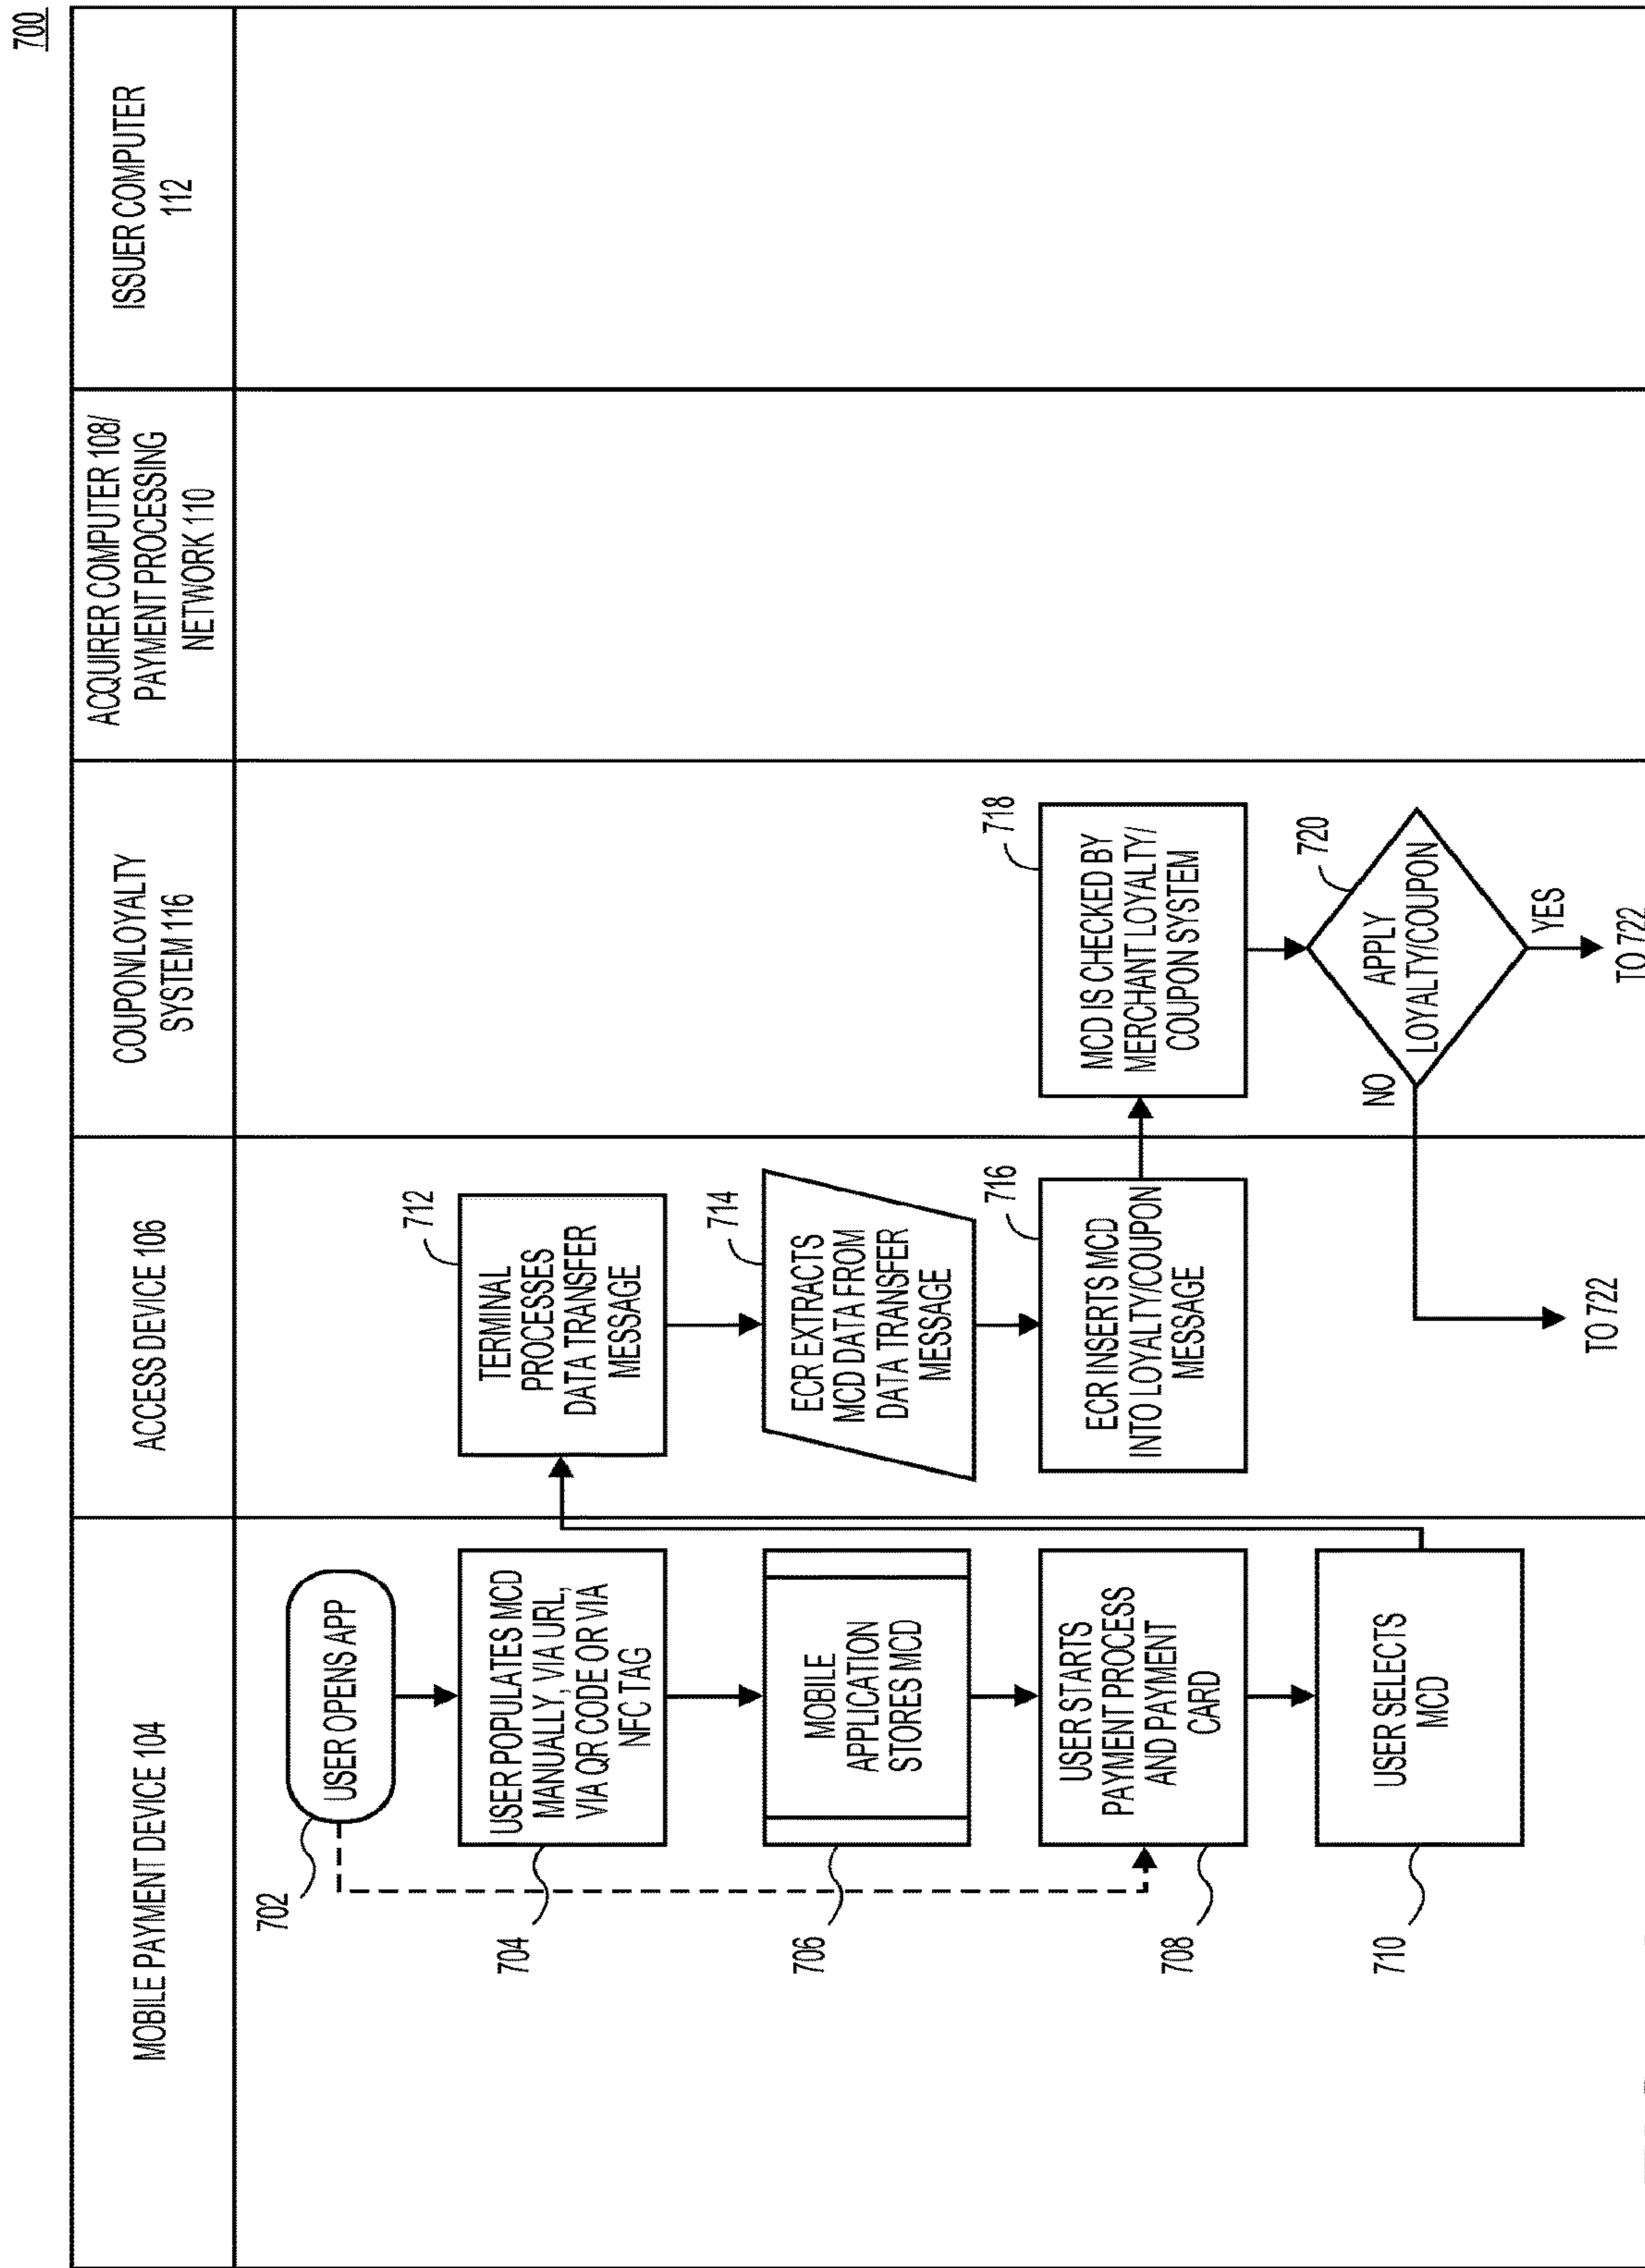 700
MOBILE PAYMENT DEVICE 104
ACCESS DEVICE 106
COUPON/LOYALTY
SYSTEM 116
ACQUIRER COMPUTER 108/
PAYMENT PROCESSING
NETWORK 110
ISSUER COMPUTER
112
702
USER OPENS APP
704
USER POPULATES MCD
MANUALLY, VIA URL,
VIA QR CODE OR VIA
NFC TAG
706
MOBILE
APPLICATION
STORES MCD
708
USER STARTS
PAYMENT PROCESS
AND PAYMENT
CARD
710
USER SELECTS
MCD
712
TERMINAL
PROCESSES
DATA TRANSFER
MESSAGE
714
ECR EXTRACTS
MCD DATA FROM
DATA TRANSFER
MESSAGE
716
ECR INSERTS MCD
INTO LOYALTY/COUPON
MESSAGE
718
MCD IS CHECKED BY
MERCHANT LOYALTY/
COUPON SYSTEM
720
APPLY
LOYALTY/COUPON
NO
YES
TO 722
TO 722